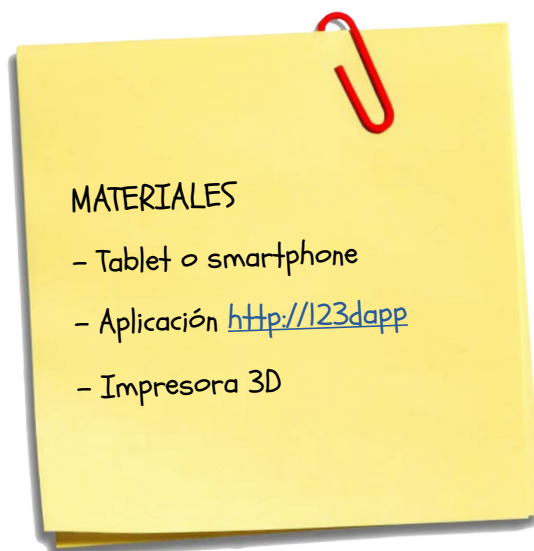 MATERIALES
- Tablet o smartphone
- Aplicación http://123dapp
- Impresora 3D